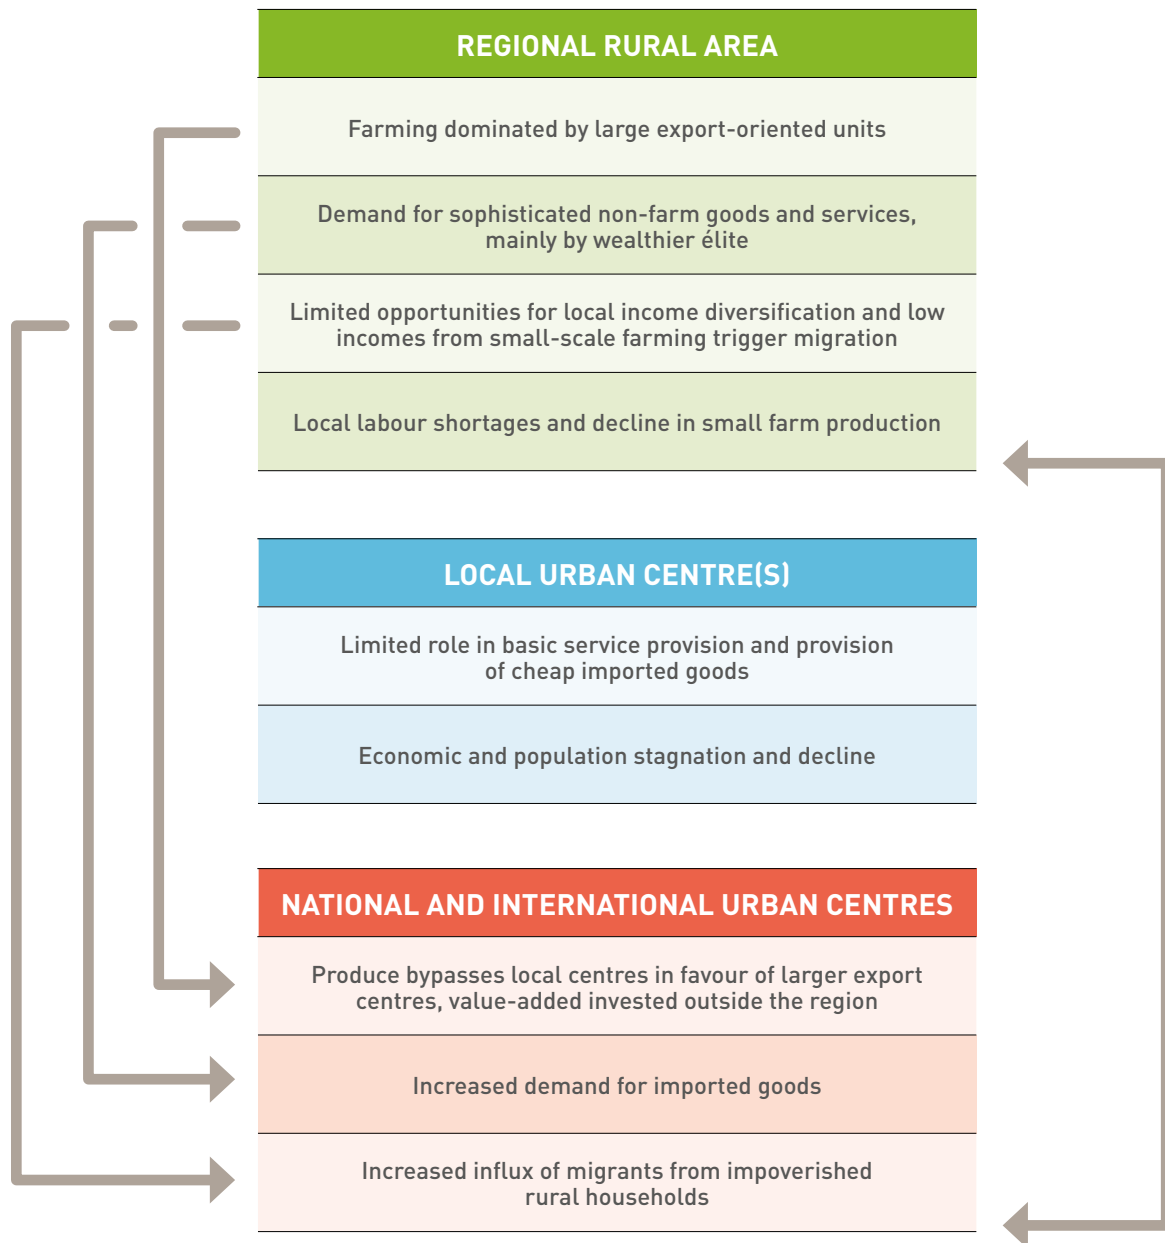 REGIONAL RURAL AREA
Farming dominated by large export-oriented units
Demand for sophisticated non-farm goods and services,
mainly by wealthier élite
Limited opportunities for local income diversification and low
incomes from small-scale farming trigger migration
Local labour shortages and decline in small farm production
LOCAL URBAN CENTRE(S)
Limited role in basic service provision and provision
of cheap imported goods
Economic and population stagnation and decline
NATIONAL AND INTERNATIONAL URBAN CENTRES
Produce bypasses local centres in favour of larger export
centres, value-added invested outside the region
Increased demand for imported goods
Increased influx of migrants from impoverished
rural households